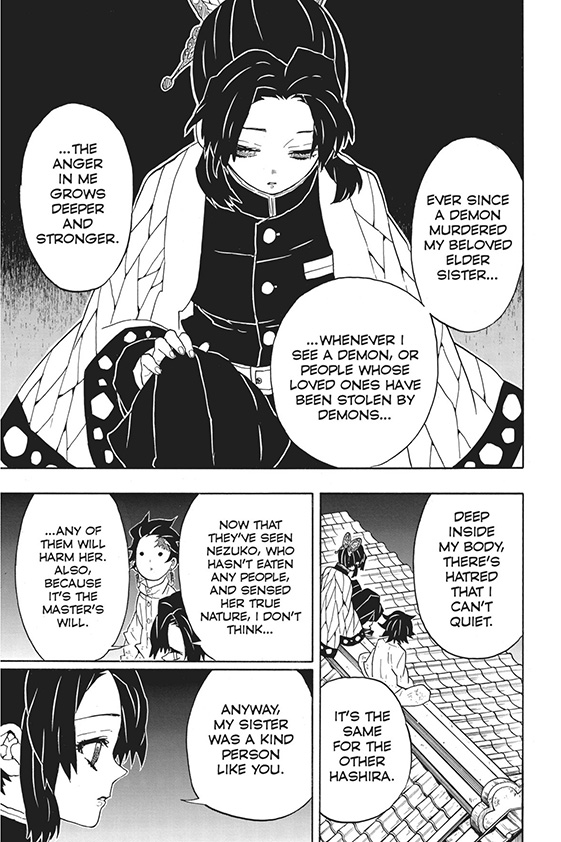 EVER SINCE
A DEMON
MURDERED
MY BELOVED
ELDER
SISTER...
...WHENEVER I
SEE A DEMON, OR
PEOPLE WHOSE
LOVED ONES HAVE
BEEN STOLEN BY
DEMONS...
...THE
ANGER
IN ME
GROWS
DEEPER
AND
STRONGER.
DEEP
INSIDE
MY BODY,
THERE'S
HATRED
THAT I
CAN'T
QUIET.
IT'S THE
SAME
FOR THE
OTHER
HASHIRA.
NOW THAT
THEY'VE SEEN
NEZUKO, WHO
HASN'T EATEN
ANY PEOPLE,
AND SENSED
HER TRUE
NATURE, I DON'T
THINK...
...ANY OF
THEM WILL
HARM HER.
ALSO,
BECAUSE
IT'S THE
MASTER'S
WILL.
ANYWAY,
MY SISTER
WAS A KIND
PERSON
LIKE YOU.